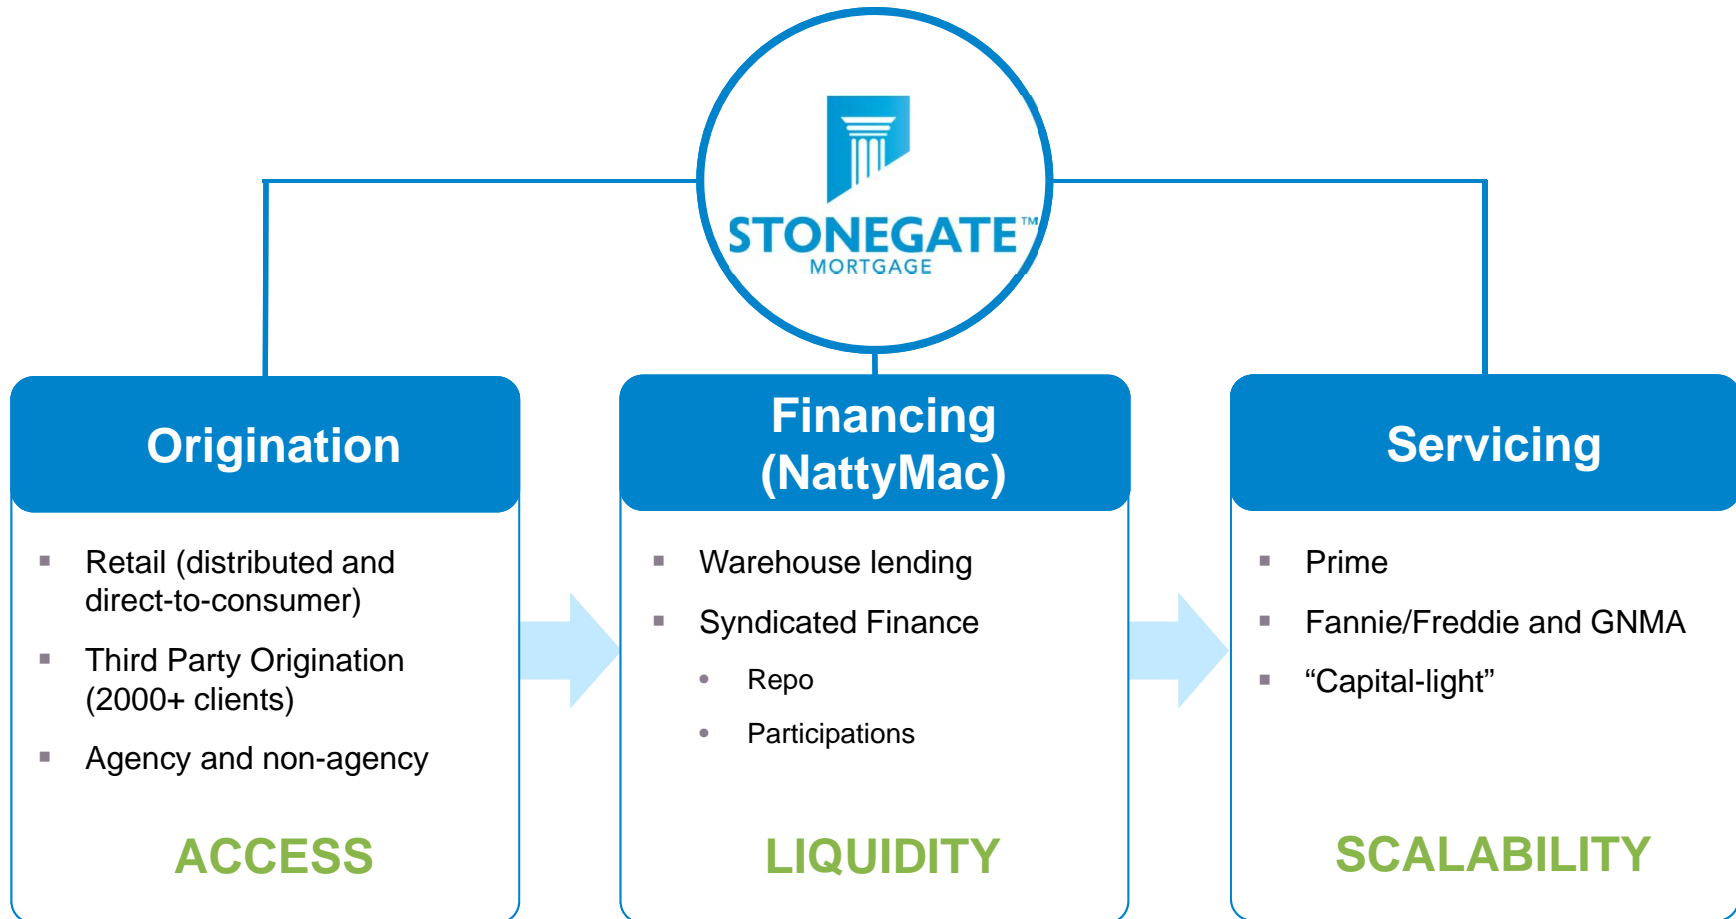 STONEGATE™
MORTGAGE
Origination
▪ Retail (distributed and
direct-to-consumer)
▪ Third Party Origination
(2000+ clients)
▪ Agency and non-agency
ACCESS
Financing
(NattyMac)
▪ Warehouse lending
▪ Syndicated Finance
• Repo
• Participations
LIQUIDITY
Servicing
▪ Prime
▪ Fannie/Freddie and GNMA
▪ “Capital-light”
SCALABILITY